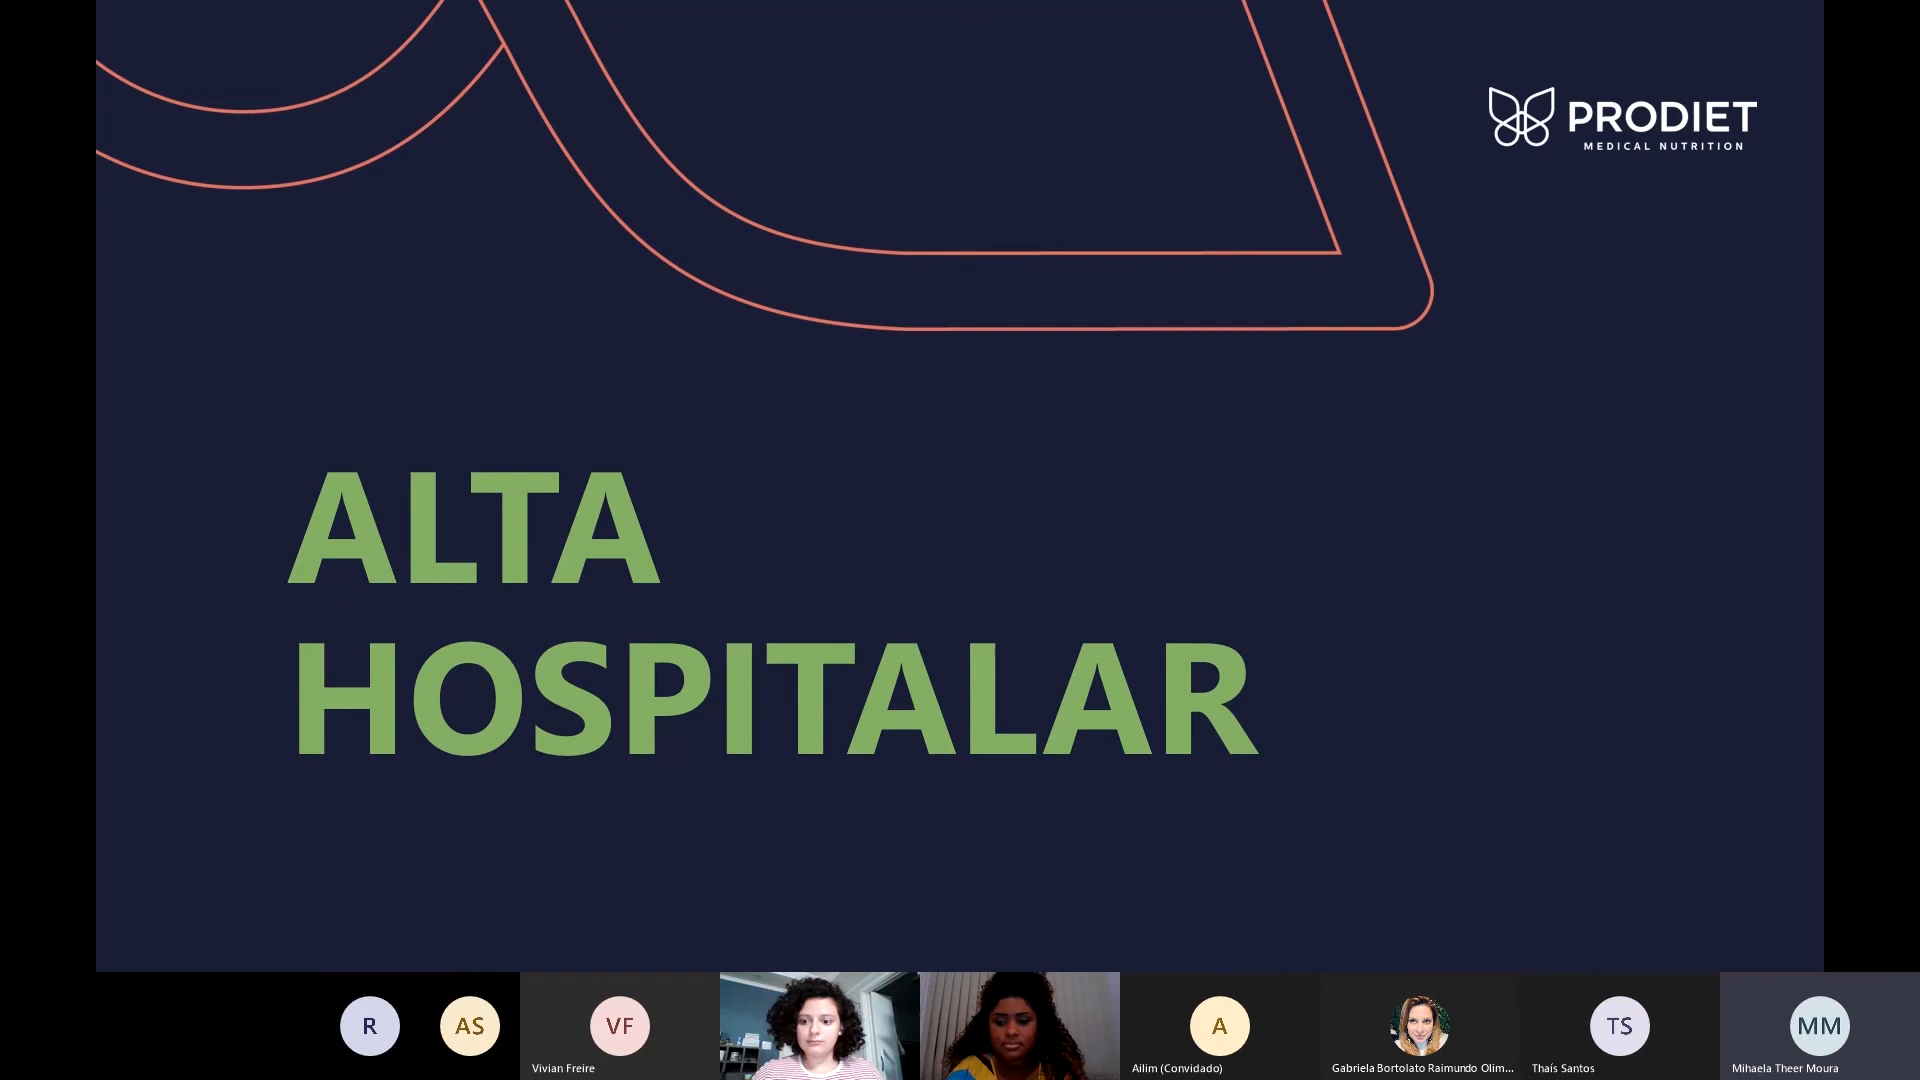 PRODIET
MEDICAL NUTRITION
ALTA
HOSPITALAR
R
AS
VF
A
TS
MM
Vivian Freire
Ailim (Convidado)
Gabriela Bortolato Raimundo Olim...
Thaís Santos
Mihaela Theer Moura